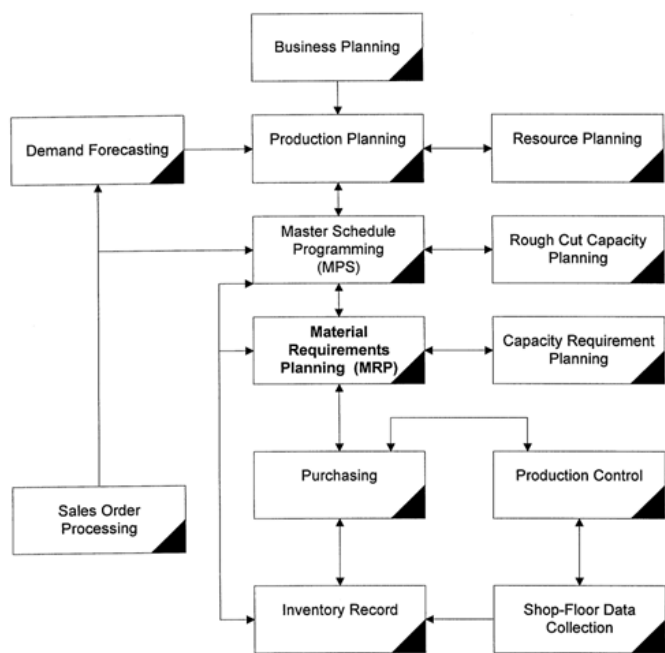 Business Planning
Demand Forecasting
Production Planning
Resource Planning
Master Schedule
Programming
(MPS)
Rough Cut Capacity
Planning
Material
Requirements
Planning (MRP)
Capacity Requirement
Planning
Purchasing
Production Control
Sales Order
Processing
Inventory Record
Shop-Floor Data
Collection